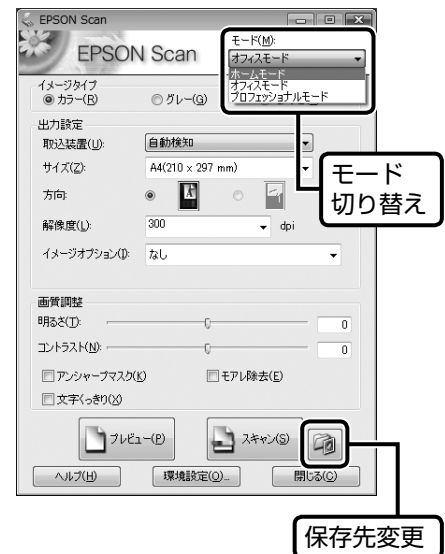 EPSON Scan
EPSON Scan
モード(M):
オフィスモード
ホームモード
オフィスモード
プロフェッショナルモード
イメージタイプ
カラー(R)
グレー(G)
出力設定
取込装置(U):
自動検知
サイズ(Z):
A4(210 x 297 mm)
モード
切り替え
方向:
解像度(L):
300
dpi
イメージオプション(I):
なし
画質調整
明るさ(T):
0
コントラスト(N):
0
アンシャープマスク(K)
モアレ除去(E)
文字くっきり(X)
プレビュー(P)
スキャン(S)
ヘルプ(H)
環境設定(O)...
閉じる(C)
保存先変更